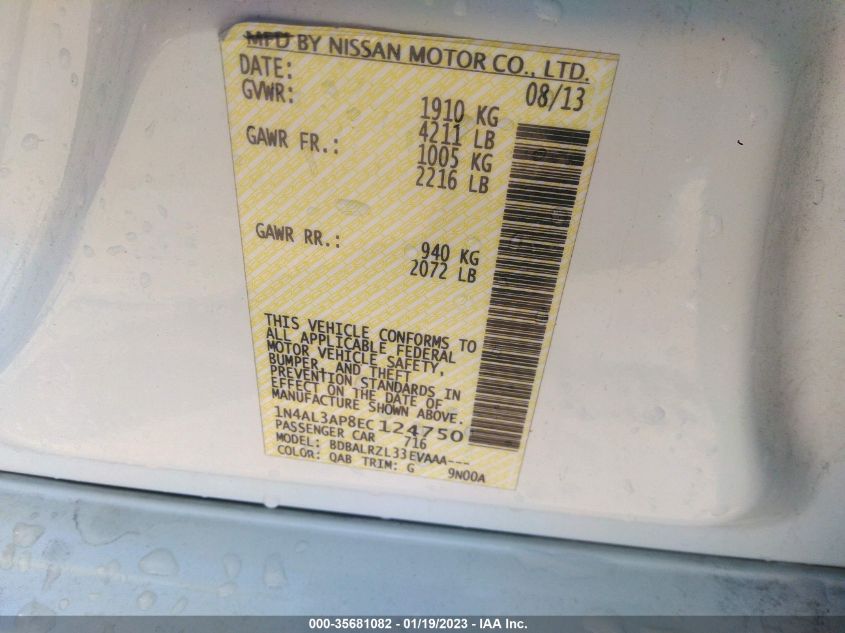 MFD BY NISSAN MOTOR CO., LTD.
DATE: 08/13
GVWR: 1910 KG
4211 LB
GAWR FR.: 1005 KG
2216 LB
GAWR RR.: 940 KG
2072 LB
THIS VEHICLE CONFORMS TO
ALL APPLICABLE FEDERAL
MOTOR VEHICLE SAFETY,
BUMPER, AND THEFT
PREVENTION STANDARDS IN
EFFECT ON THE DATE OF
MANUFACTURE SHOWN ABOVE.
1N4AL3AP8EC124750
PASSENGER CAR 716
MODEL: BDBALRZL33EVAAA---
COLOR: QAB TRIM: G 9N00A
000-35681082 - 01/19/2023 - IAA Inc.